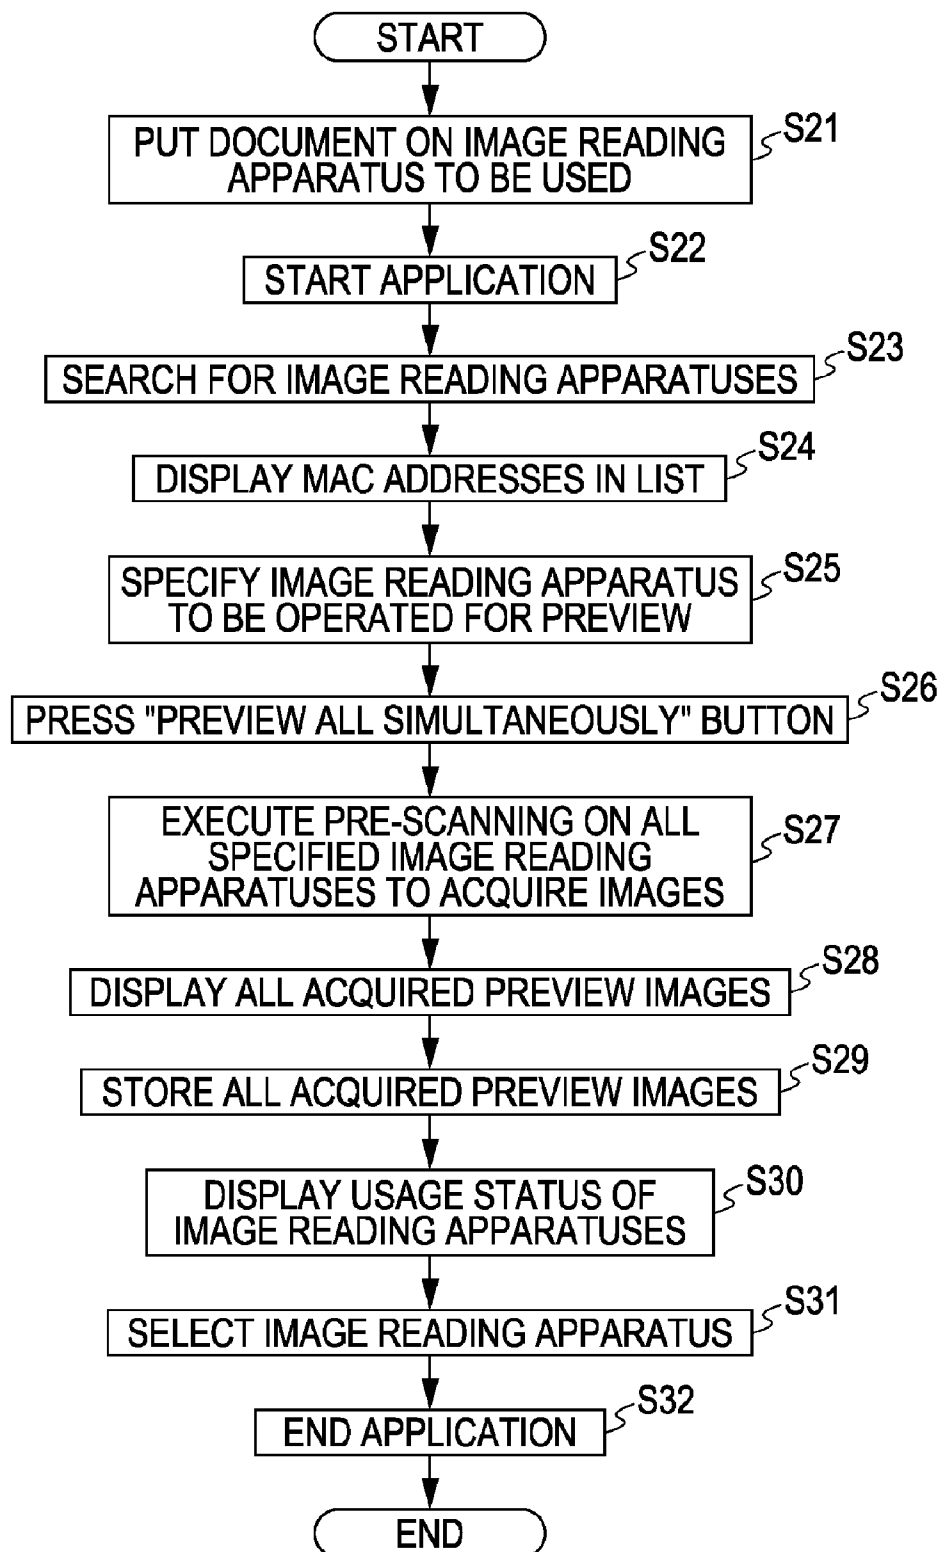 START
PUT DOCUMENT ON IMAGE READING
APPARATUS TO BE USED
S21
START APPLICATION
S22
SEARCH FOR IMAGE READING APPARATUSES
S23
DISPLAY MAC ADDRESSES IN LIST
S24
SPECIFY IMAGE READING APPARATUS
TO BE OPERATED FOR PREVIEW
S25
PRESS "PREVIEW ALL SIMULTANEOUSLY" BUTTON
S26
EXECUTE PRE-SCANNING ON ALL
SPECIFIED IMAGE READING
APPARATUSES TO ACQUIRE IMAGES
S27
DISPLAY ALL ACQUIRED PREVIEW IMAGES
S28
STORE ALL ACQUIRED PREVIEW IMAGES
S29
DISPLAY USAGE STATUS OF
IMAGE READING APPARATUSES
S30
SELECT IMAGE READING APPARATUS
S31
END APPLICATION
S32
END